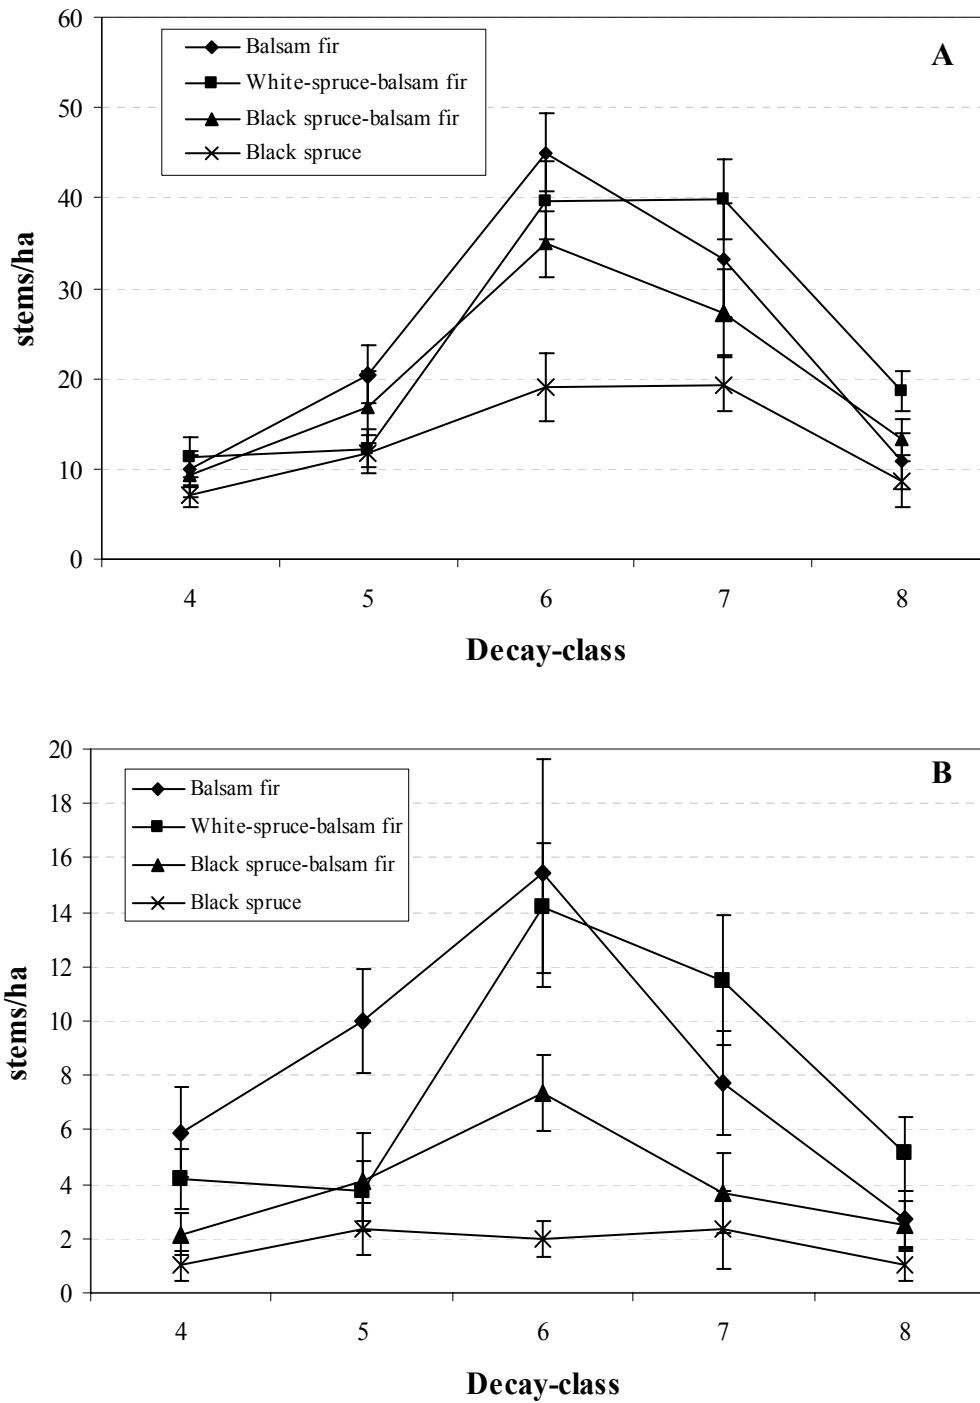 60
50
40
30
20
10
0
stems/ha
Balsam fir
White-spruce-balsam fir
Black spruce-balsam fir
Black spruce
A
4 5 6 7 8
Decay-class
20
18
16
14
12
10
8
6
4
2
0
stems/ha
Balsam fir
White-spruce-balsam fir
Black spruce-balsam fir
Black spruce
B
4 5 6 7 8
Decay-class